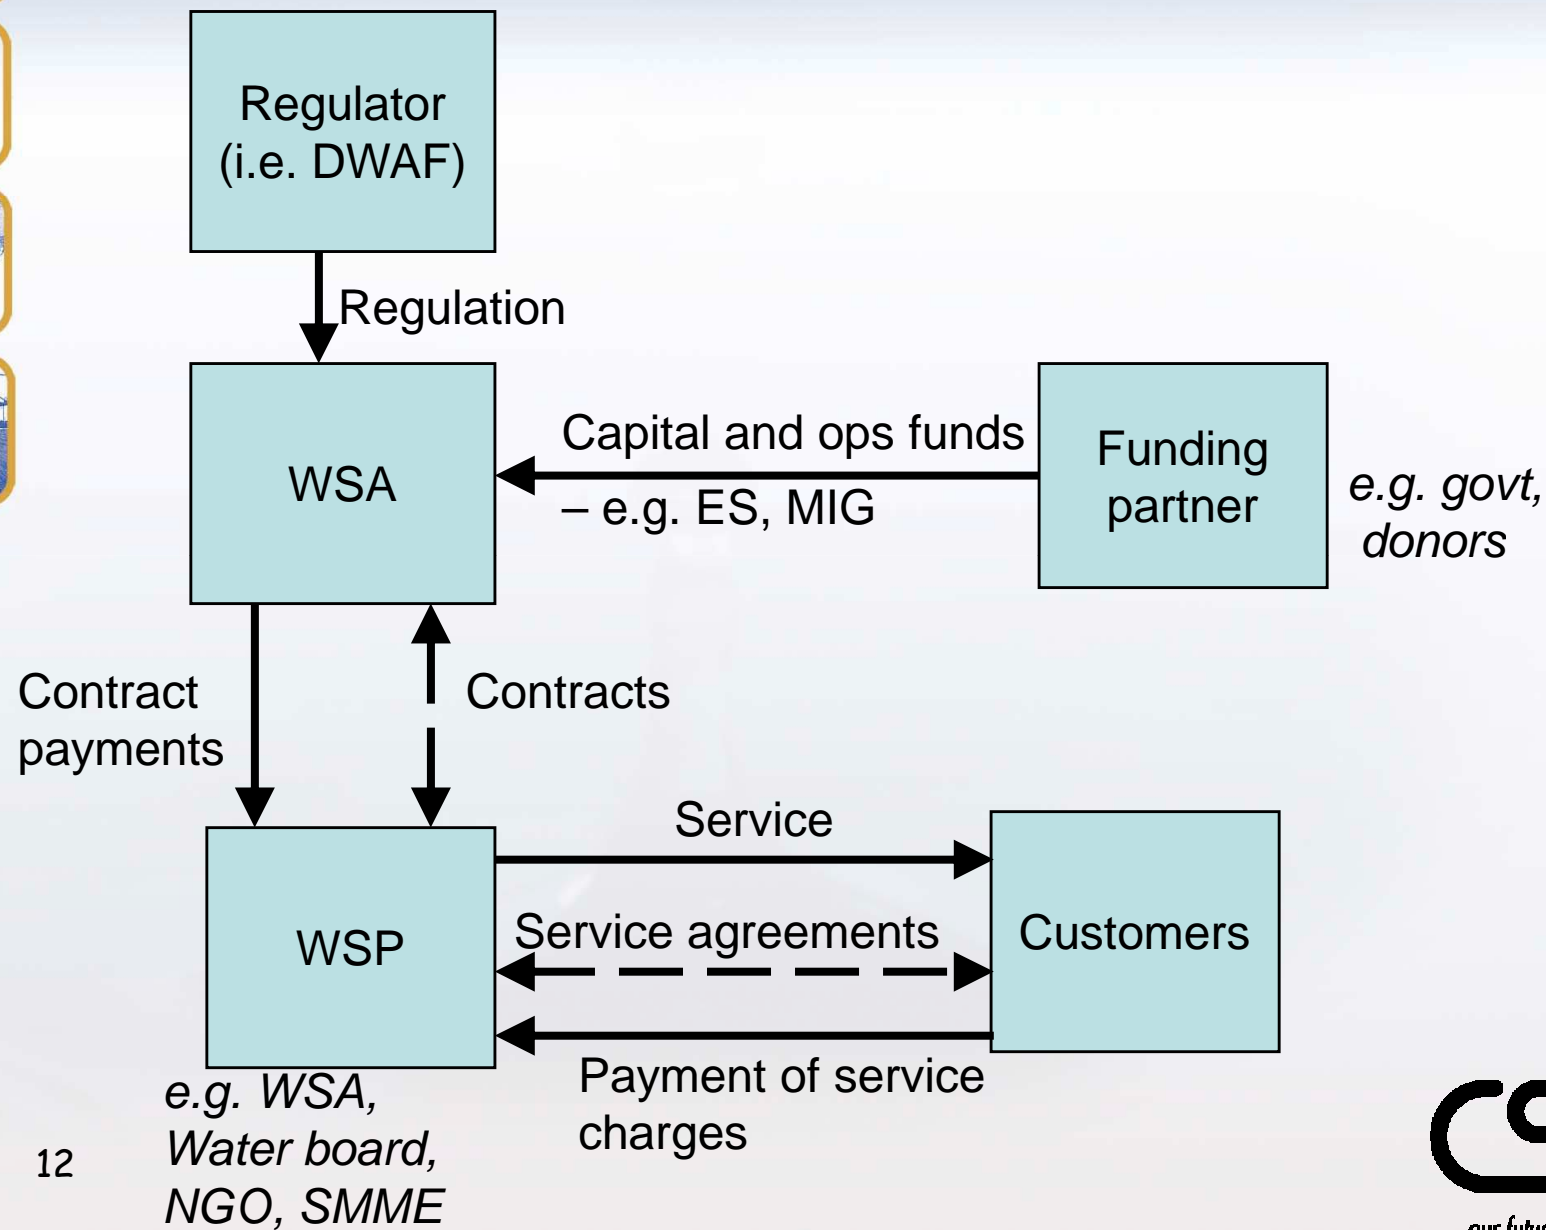 Regulator
(i.e. DWAF)
Regulation
WSA
Capital and ops funds
– e.g. ES, MIG
Funding
partner
e.g. govt,
donors
Contract
payments
Contracts
WSP
Service
Service agreements
Payment of service
charges
Customers
e.g. WSA,
Water board,
NGO, SMME
12
our